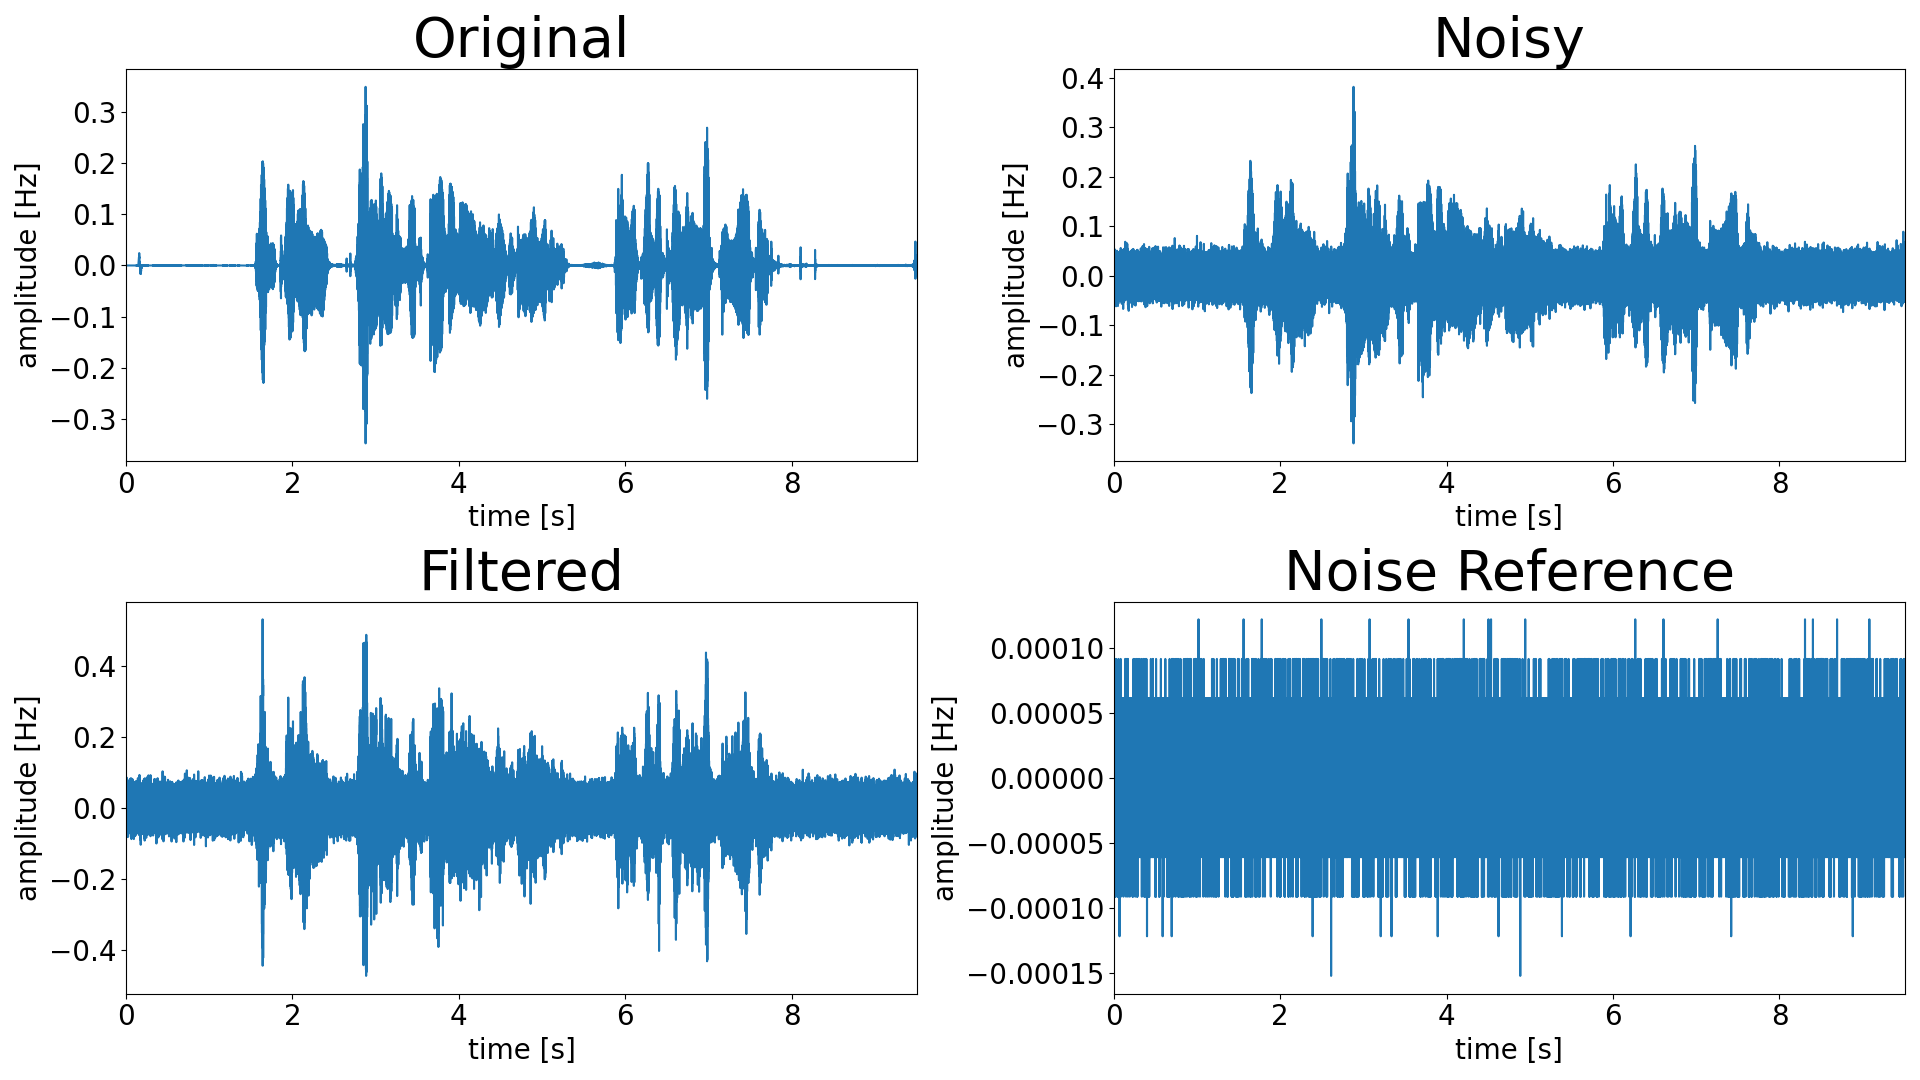 Original
0.3
0.2
0.1
0.0
−0.1
−0.2
−0.3
amplitude [Hz]
0 2 4 6 8
time [s]
Noisy
0.4
0.3
0.2
0.1
0.0
−0.1
−0.2
−0.3
amplitude [Hz]
0 2 4 6 8
time [s]
Filtered
0.4
0.2
0.0
−0.2
−0.4
amplitude [Hz]
0 2 4 6 8
time [s]
Noise Reference
0.00010
0.00005
0.00000
−0.00005
−0.00010
−0.00015
amplitude [Hz]
0 2 4 6 8
time [s]